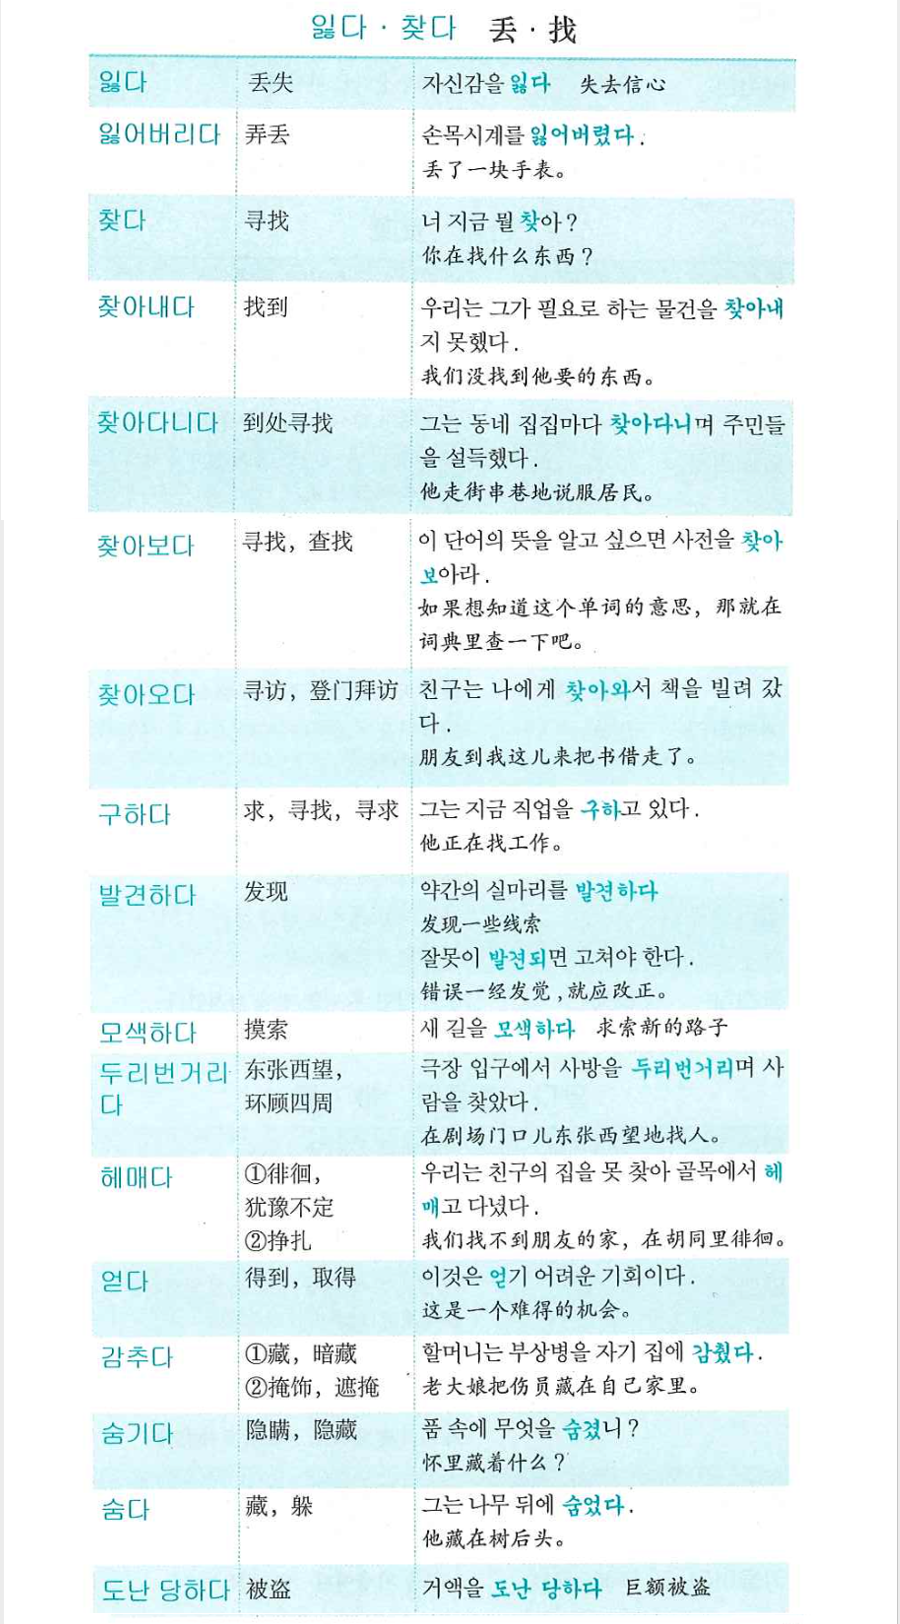 잃다 · 찾다 丢 · 找
잃다 丢失 자신감을 잃다 失去信心
잃어버리다 弄丢 손목시계를 잃어버렸다.
丢了一块手表。
찾다 寻找 너 지금 뭘 찾아?
你在找什么东西?
찾아내다 找到 우리는 그가 필요로 하는 물건을 찾아내
지 못했다.
我们没找到他要的东西。
찾아다니다 到处寻找 그는 동네 집집마다 찾아다니며 주민들
을 설득했다.
他走街串巷地说服居民。
찾아보다 寻找，查找 이 단어의 뜻을 알고 싶으면 사전을 찾아
보아라.
如果想知道这个单词的意思，那就在
词典里查一下吧。
찾아오다 寻访，登门拜访 친구는 나에게 찾아와서 책을 빌려 갔
다.
朋友到我这儿来把书借走了。
구하다 求，寻找，寻求 그는 지금 직업을 구하고 있다.
他正在找工作。
발견하다 发现 약간의 실마리를 발견하다
发现一些线索
잘못이 발견되면 고쳐야 한다.
错误一经发觉,就应改正。
모색하다 摸索 새 길을 모색하다 求索新的路子
두리번거리 东张西望， 극장 입구에서 사방을 두리번거리며 사
다 环顾四周 람을 찾았다.
在剧场门口儿东张西望地找人。
헤매다 ①徘徊， 우리는 친구의 집을 못 찾아 골목에서 헤
犹豫不定 매고 다녔다.
②挣扎 我们找不到朋友的家，在胡同里徘徊。
얻다 得到，取得 이것은 얻기 어려운 기회이다.
这是一个难得的机会。
감추다 ①藏，暗藏 할머니는 부상병을 자기 집에 감췄다.
②掩饰，遮掩 老大娘把伤员藏在自己家里。
숨기다 隐瞒，隐藏 품 속에 무엇을 숨겼니?
怀里藏着什么?
숨다 藏，躲 그는 나무 뒤에 숨었다.
他藏在树后头。
도난 당하다 被盗 거액을 도난 당하다 巨额被盗